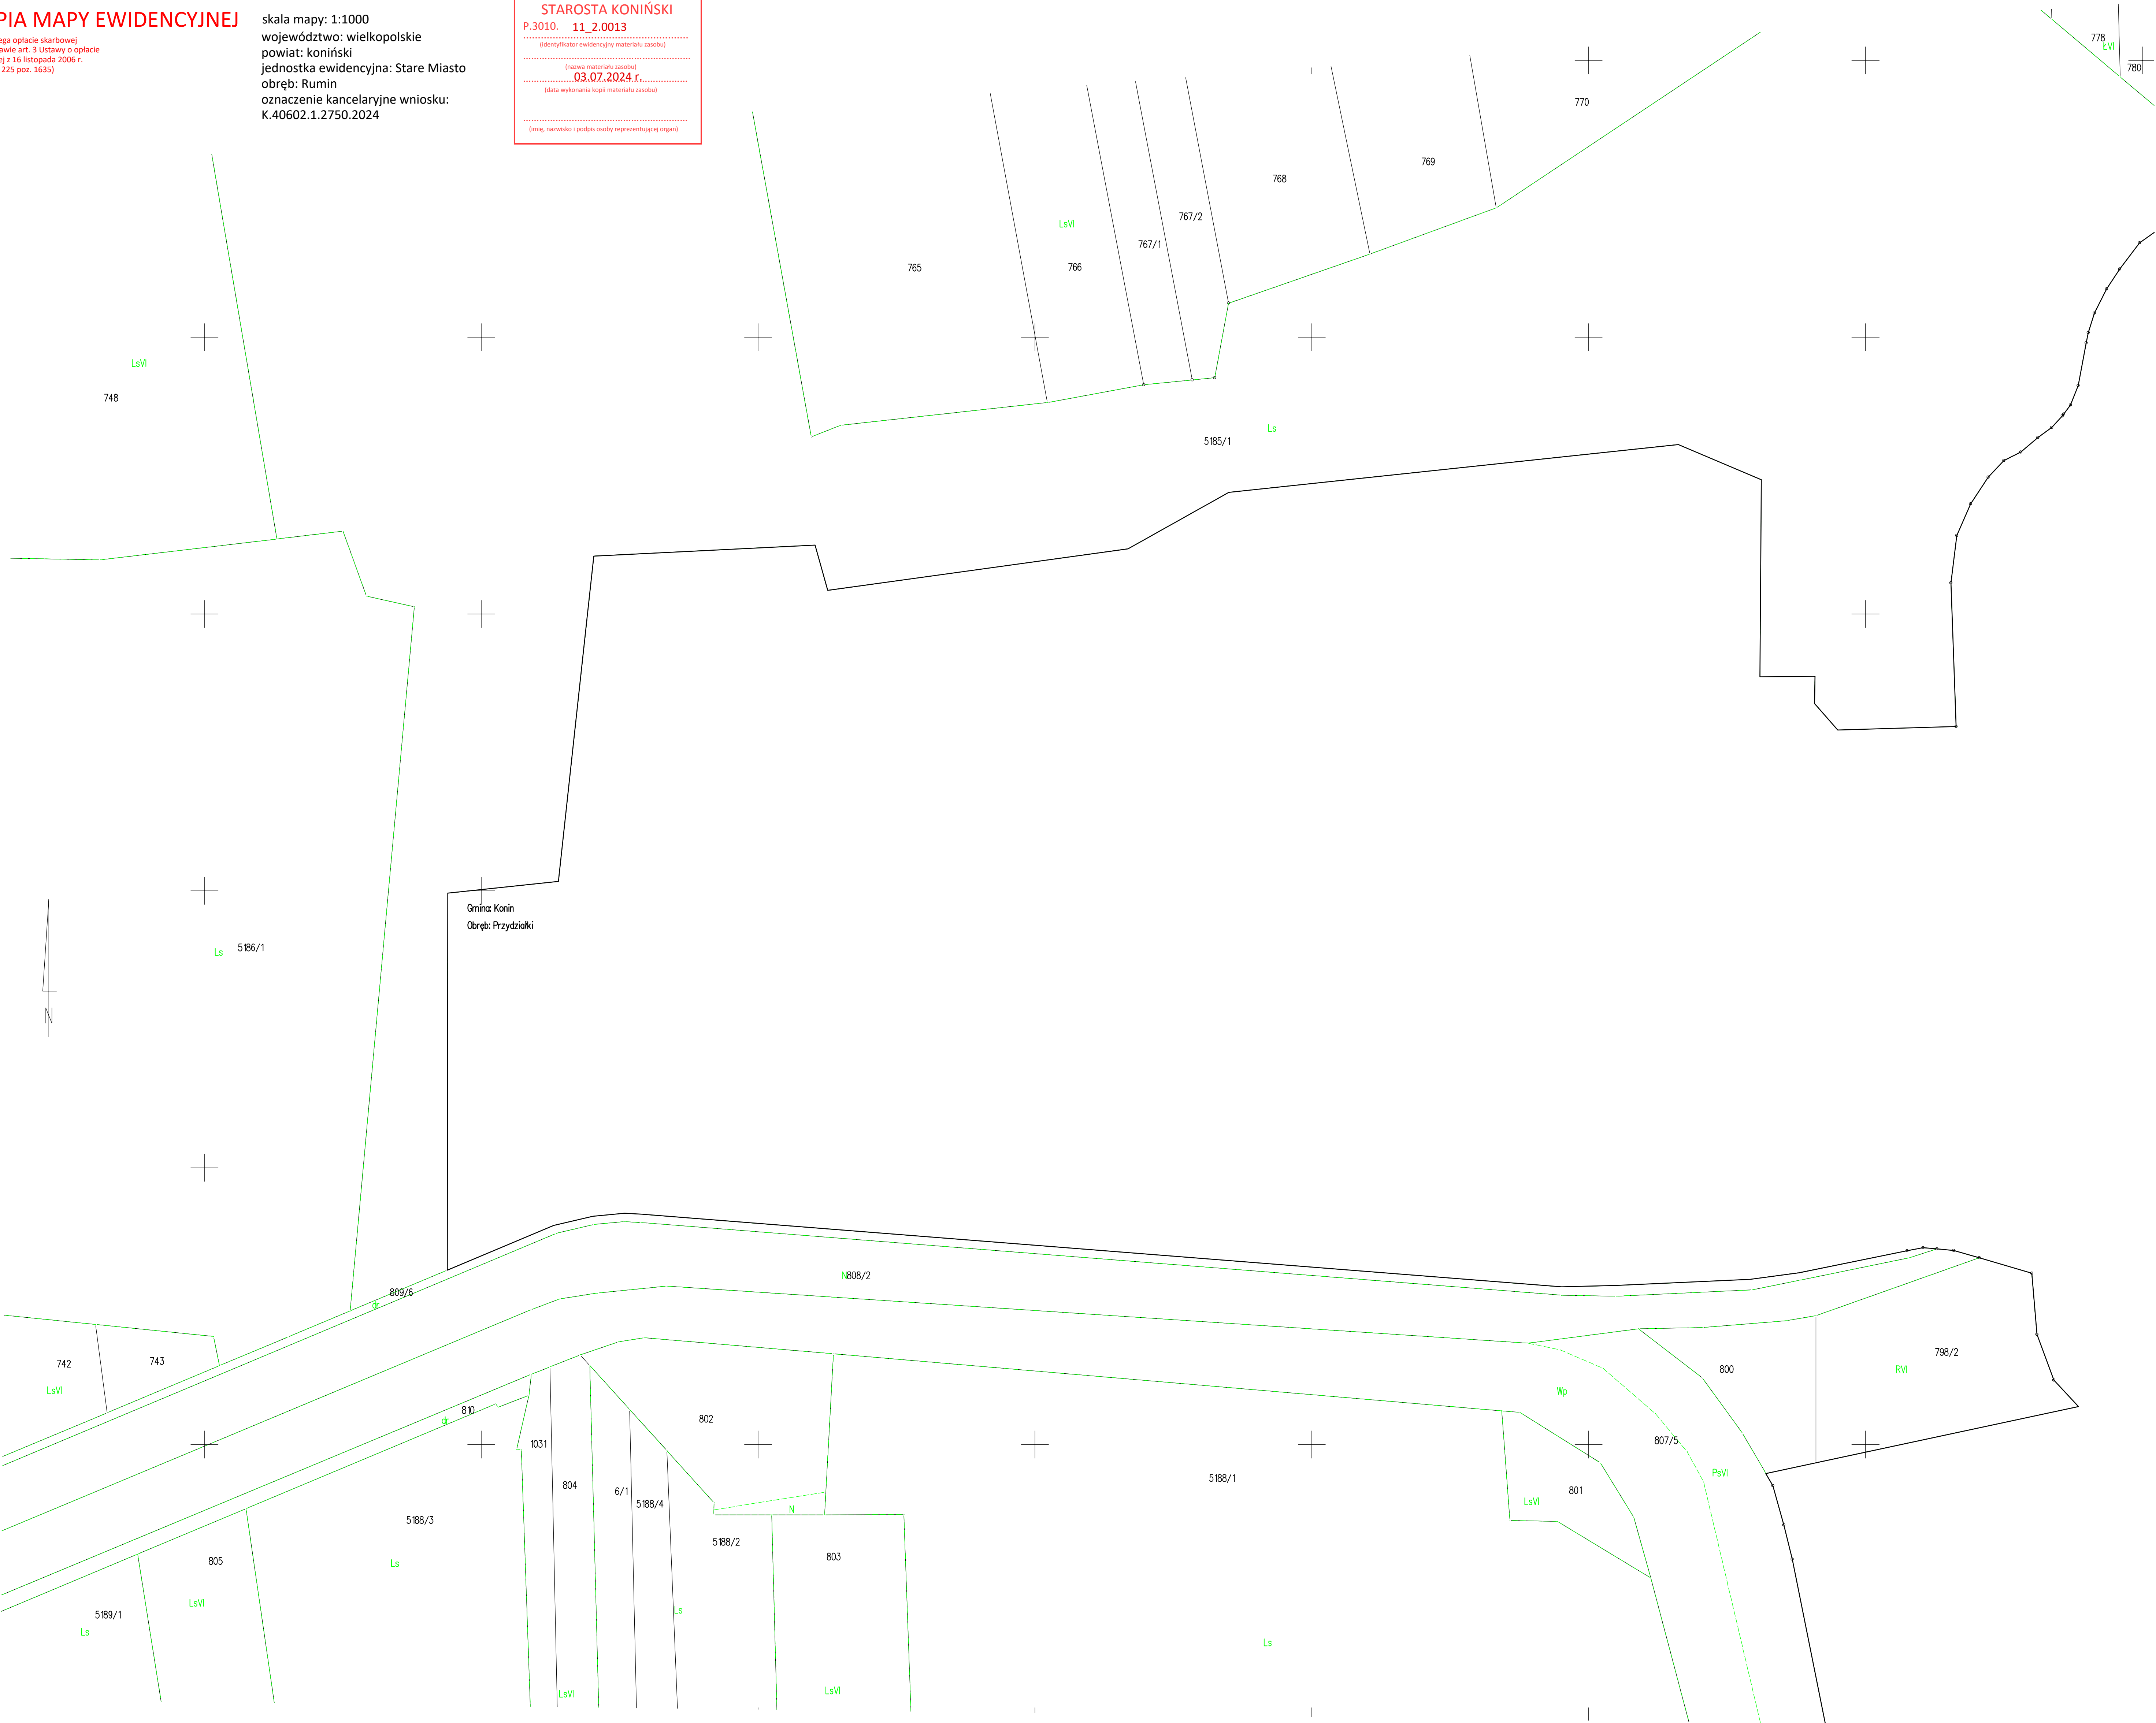 PIA MAPY EWIDENCYJNEJ
ega opłacie skarbowej
awie art. 3 Ustawy o opłacie
ej z 16 listopada 2006 r.
225 poz. 1635)
skala mapy: 1:1000
województwo: wielkopolskie
powiat: koniński
jednostka ewidencyjna: Stare Miasto
obręb: Rumin
oznaczenie kancelaryjne wniosku:
K.40602.1.2750.2024
STAROSTA KONIŃSKI
P.3010. 11_2.0013
(identyfikator ewidencyjny materiału zasobu)
(nazwa materiału zasobu)
03.07.2024 r.
(data wykonania kopii materiału zasobu)
(imię, nazwisko i podpis osoby reprezentującej organ)
778
ŁVI
780
770
769
768
767/2
767/1
LsVI
766
765
LsVI
748
Ls
5185/1
Gmina: Konin
Obręb: Przydziałki
Ls 5186/1
N
N808/2
809/6
dr
742
743
LsVI
798/2
RVI
800
Wp
807/5
PsVI
810
dr
802
1031
804
6/1
5188/4
N
5188/1
801
LsVI
5188/3
5188/2
803
805
Ls
LsVI
5189/1
Ls
Ls
Ls
LsVI
LsVI